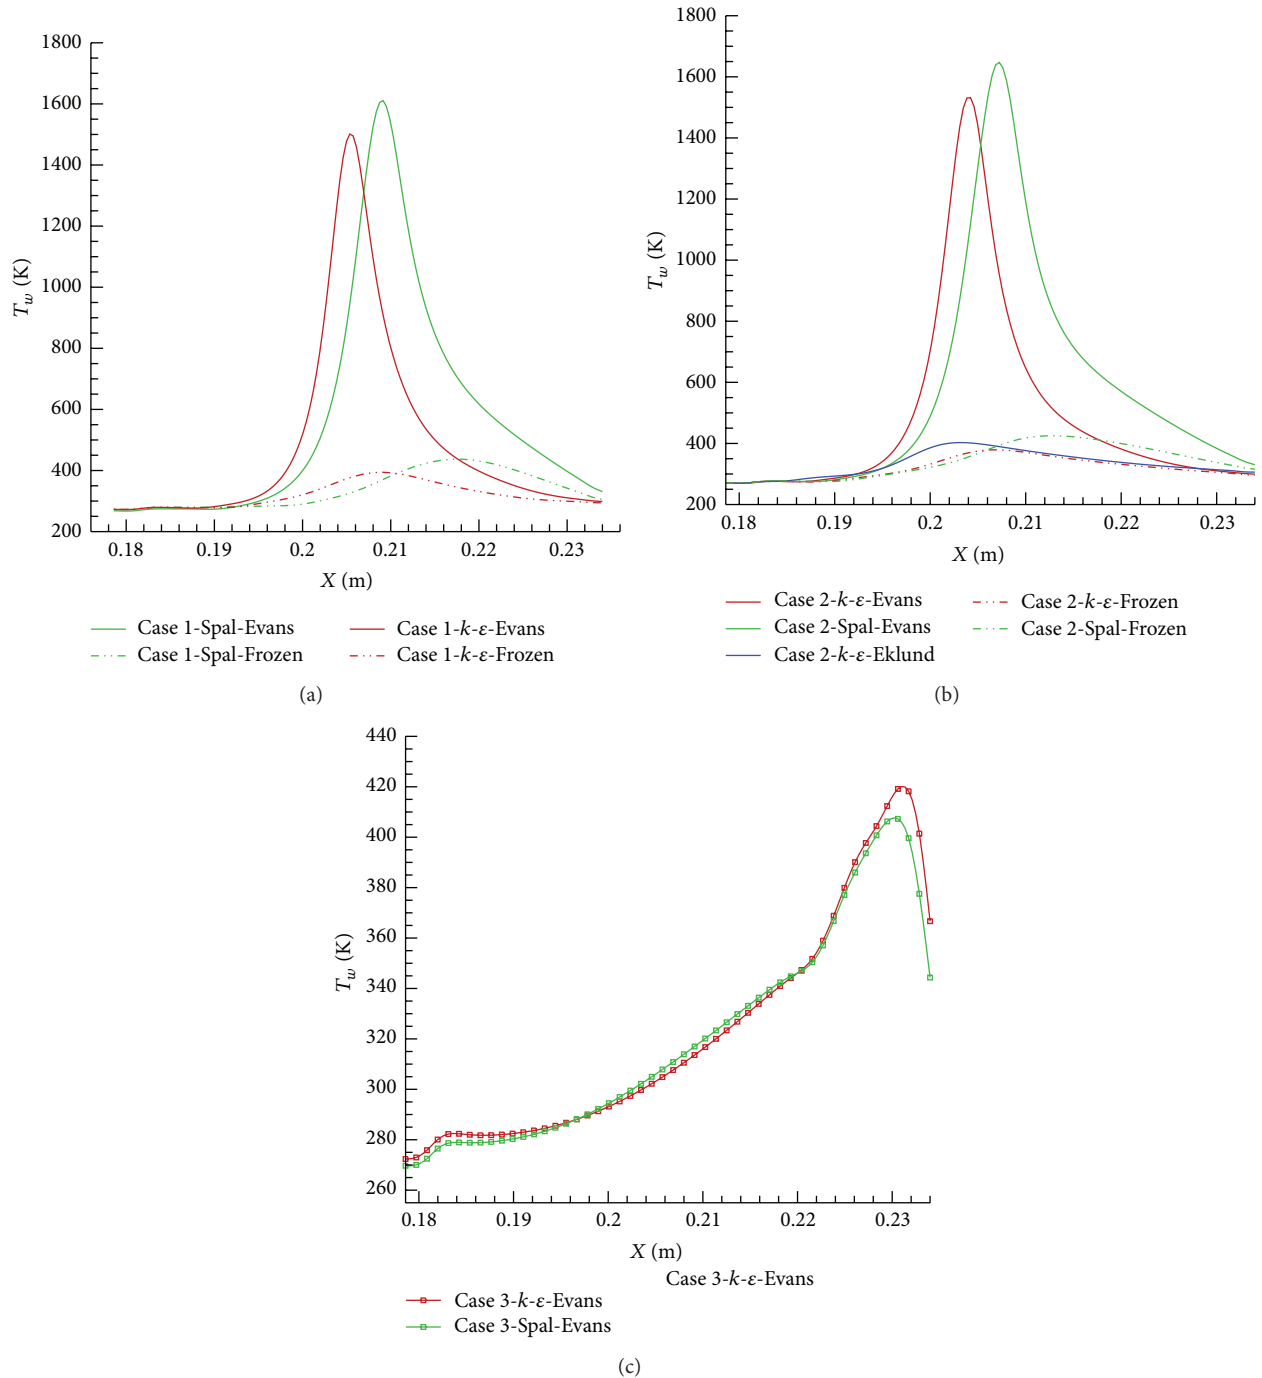 1800
1600
1400
1200
1000
800
600
400
200
T_w (K)
0.18 0.19 0.2 0.21 0.22 0.23
X (m)
Case 1-Spal-Evans Case 1-k-ε-Evans
Case 1-Spal-Frozen Case 1-k-ε-Frozen
(a)
1800
1600
1400
1200
1000
800
600
400
200
T_w (K)
0.18 0.19 0.2 0.21 0.22 0.23
X (m)
Case 2-k-ε-Evans Case 2-k-ε-Frozen
Case 2-Spal-Evans Case 2-Spal-Frozen
Case 2-k-ε-Eklund
(b)
440
420
400
380
360
340
320
300
280
260
T_w (K)
0.18 0.19 0.2 0.21 0.22 0.23
X (m)
Case 3-k-ε-Evans
Case 3-k-ε-Evans
Case 3-Spal-Evans
(c)